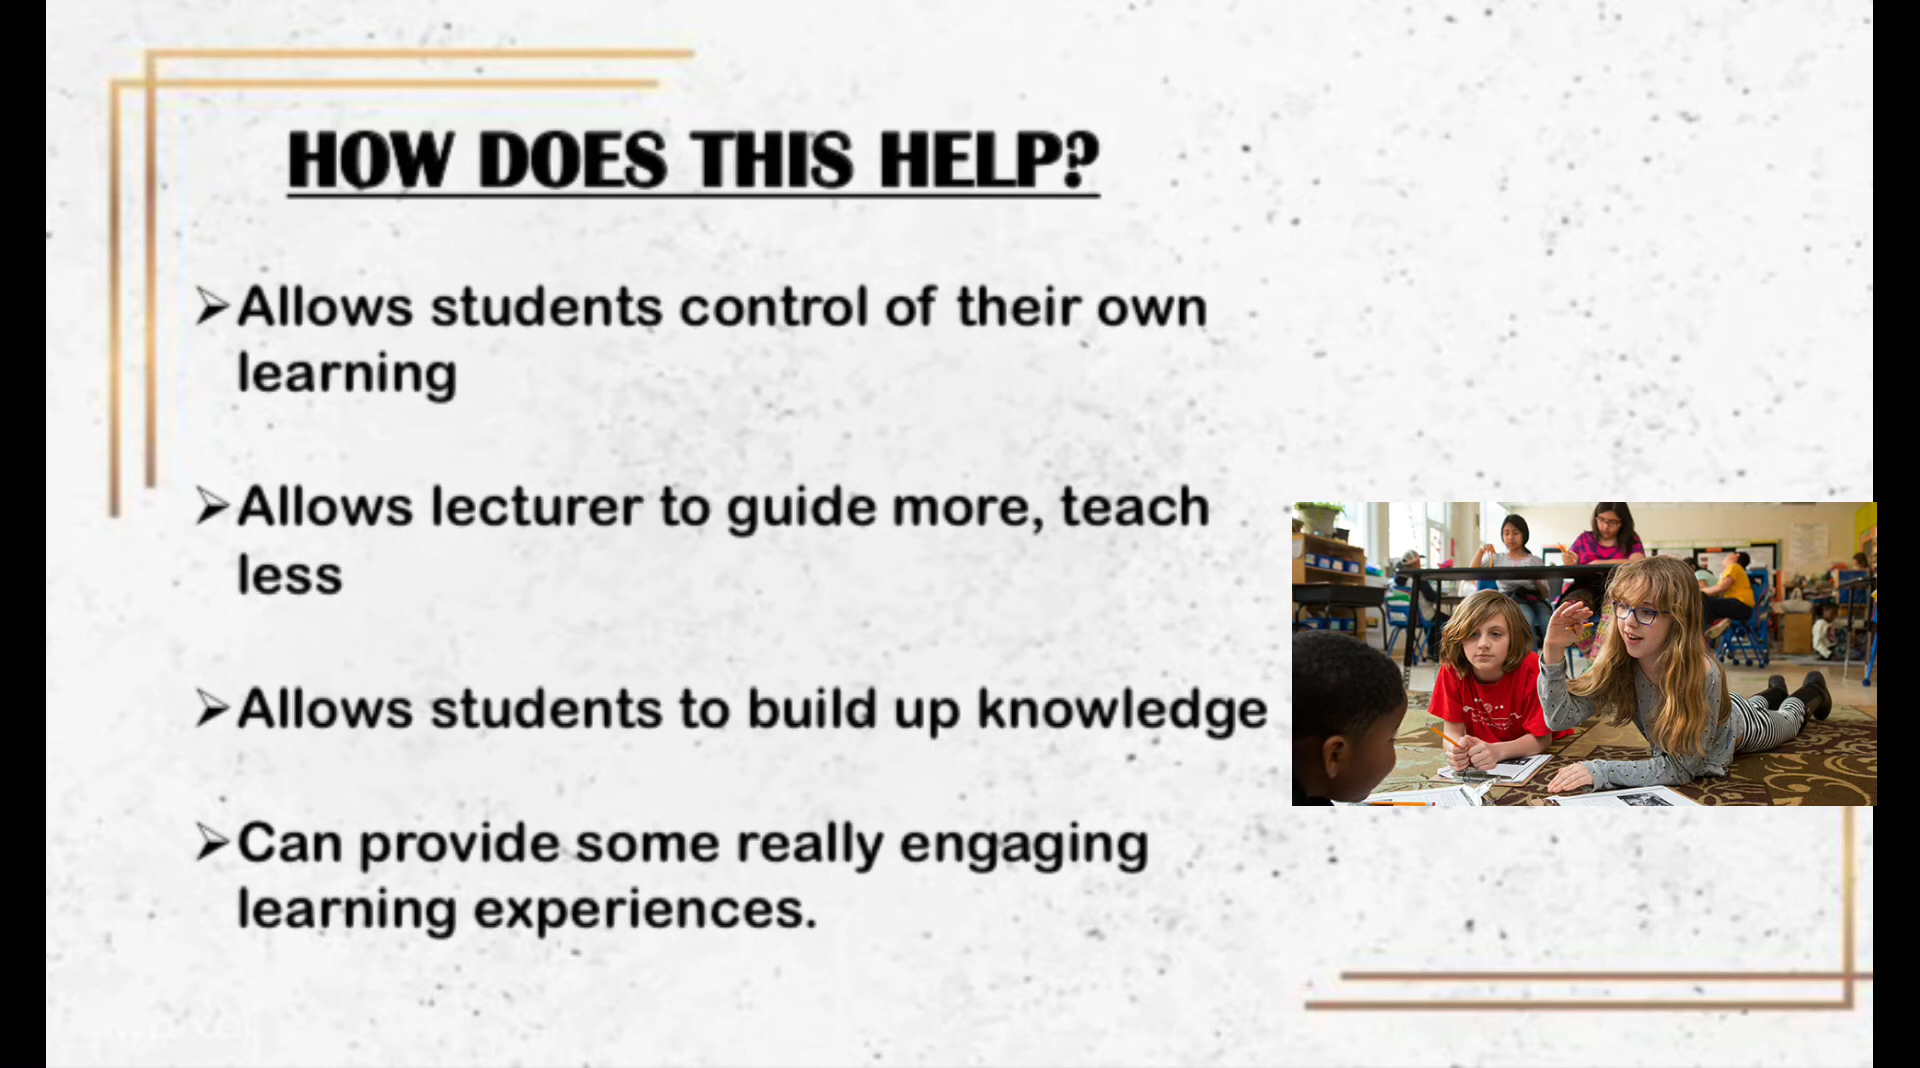 HOW DOES THIS HELP?
➢Allows students control of their own
learning
➢Allows lecturer to guide more, teach
less
➢Allows students to build up knowledge
➢Can provide some really engaging
learning experiences.